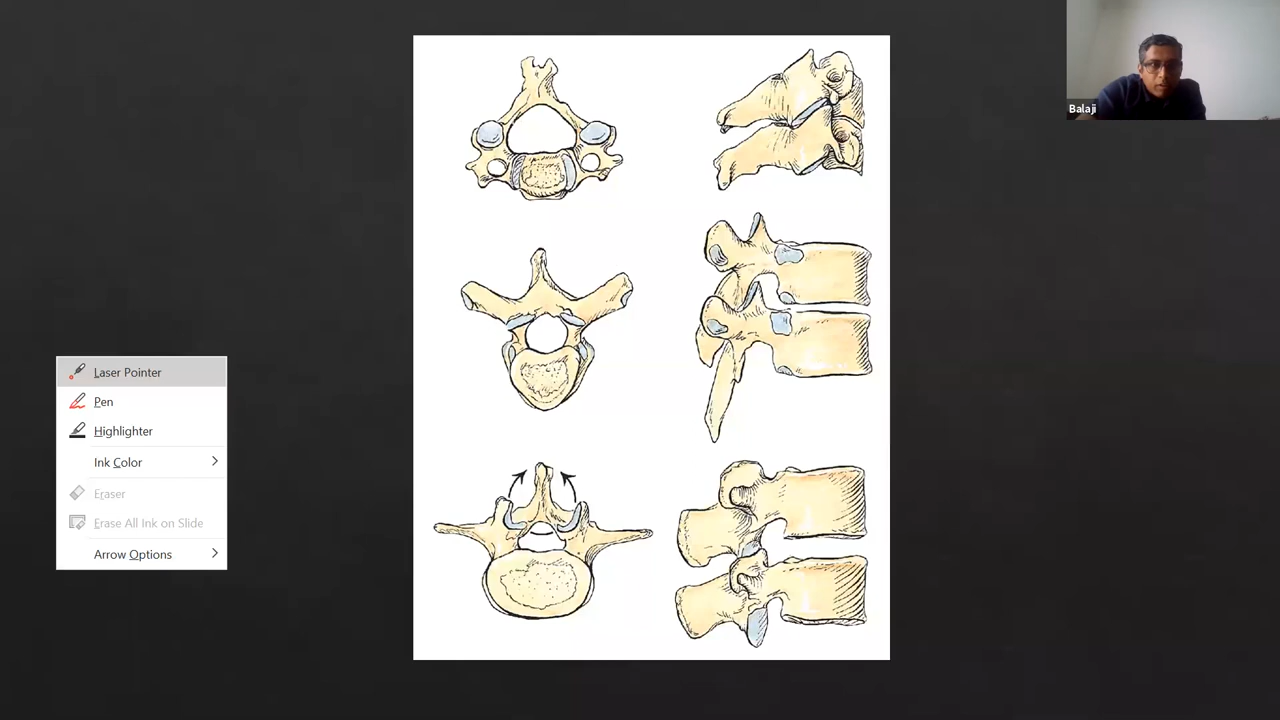 Balaji
Laser Pointer
Pen
Highlighter
Ink Color
Eraser
Erase All Ink on Slide
Arrow Options